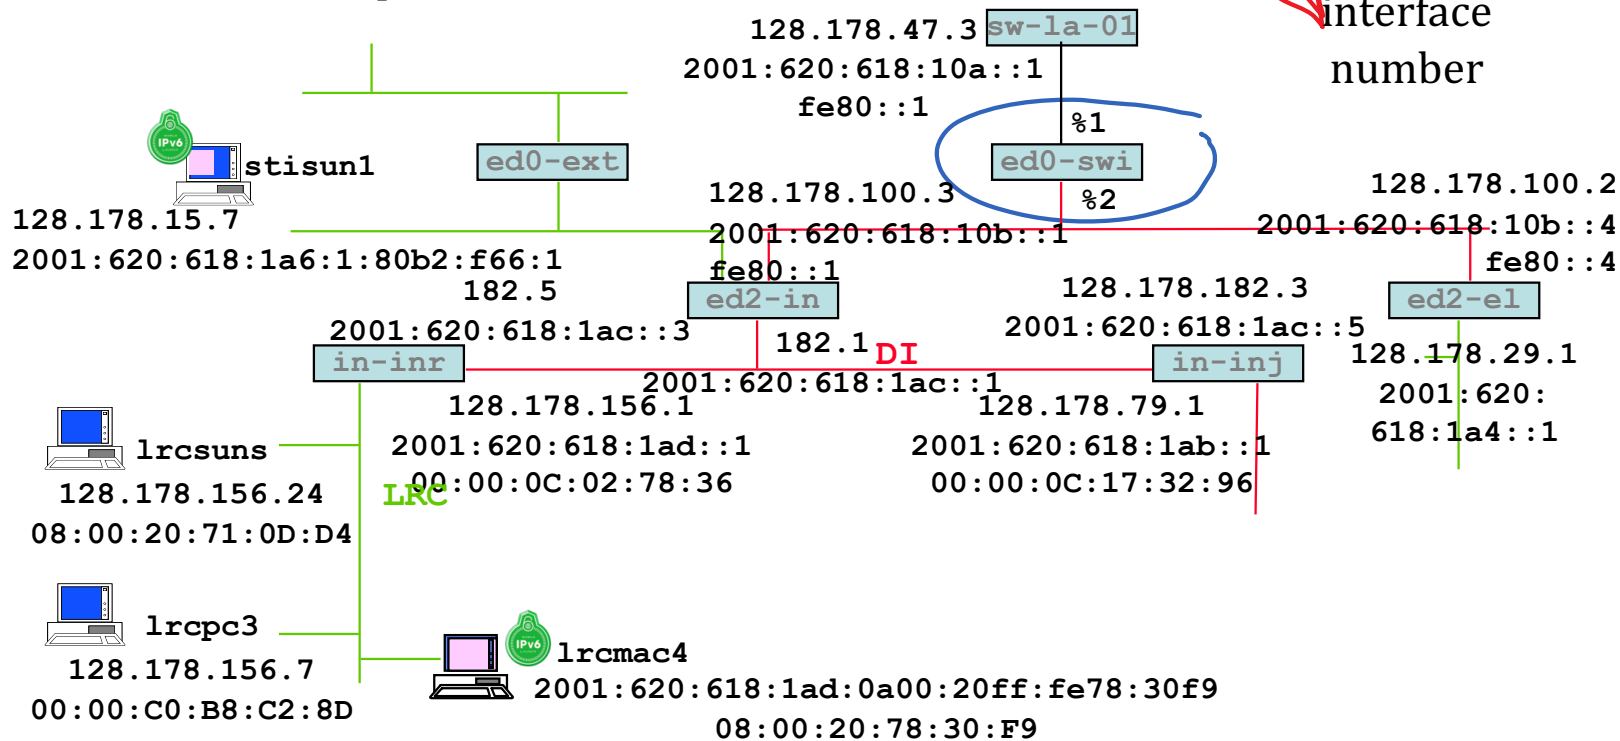 interface
number
128.178.47.3
sw-la-01
2001:620:618:10a::1
fe80::1
%1
IPv6
stisun1
ed0-ext
ed0-swi
%2
128.178.15.7
2001:620:618:1a6:1:80b2:f66:1
128.178.100.3
2001:620:618:10b::1
fe80::1
128.178.100.2
2001:620:618:10b::4
fe80::4
182.5
2001:620:618:1ac::3
ed2-in
128.178.182.3
2001:620:618:1ac::5
ed2-el
in-inr
182.1
DI
2001:620:618:1ac::1
in-inj
128.178.29.1
2001:620:
618:1a4::1
128.178.156.1
2001:620:618:1ad::1
00:00:0C:02:78:36
128.178.79.1
2001:620:618:1ab::1
00:00:0C:17:32:96
lrcsuns
128.178.156.24
08:00:20:71:0D:D4
LRC
lrcpc3
128.178.156.7
00:00:C0:B8:C2:8D
IPv6
lrcmac4
2001:620:618:1ad:0a00:20ff:fe78:30f9
08:00:20:78:30:F9